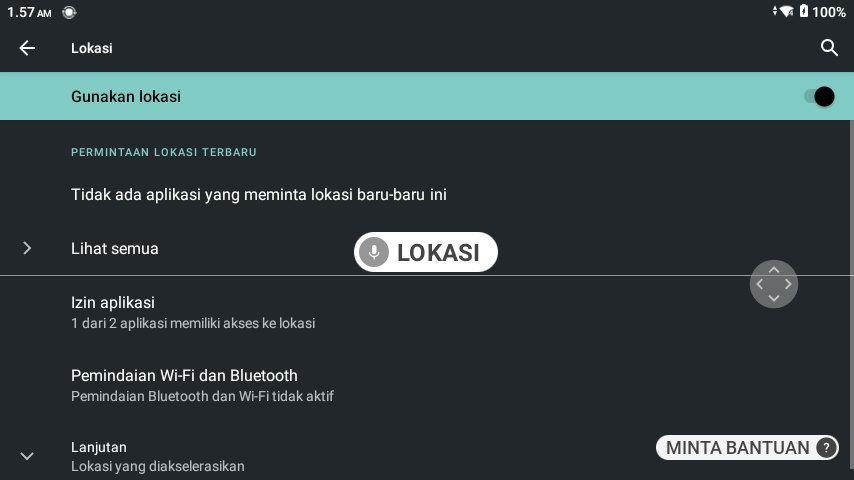 1.57 AM
100%
Lokasi
Gunakan lokasi
PERMINTAAN LOKASI TERBARU
Tidak ada aplikasi yang meminta lokasi baru-baru ini
Lihat semua
LOKASI
Izin aplikasi
1 dari 2 aplikasi memiliki akses ke lokasi
Pemindaian Wi-Fi dan Bluetooth
Pemindaian Bluetooth dan Wi-Fi tidak aktif
Lanjutan
Lokasi yang diakselerasikan
MINTA BANTUAN ?